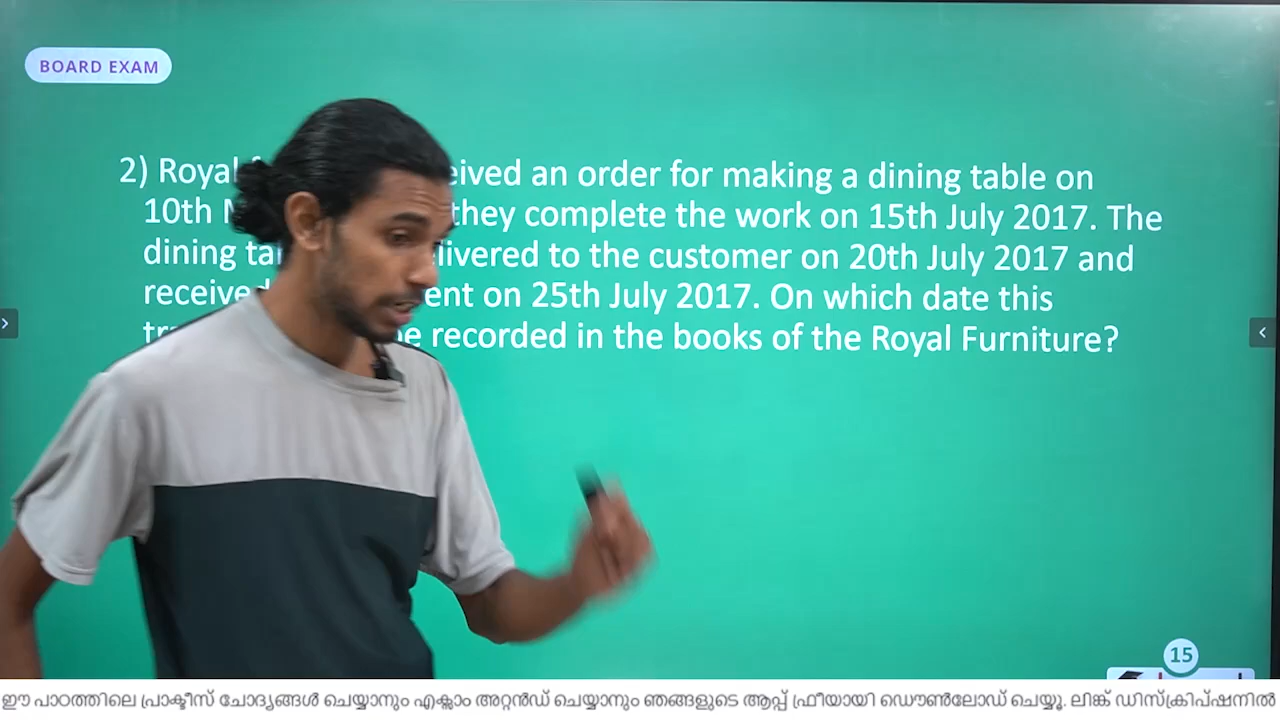 BOARD EXAM
2) Royal eived an order for making a dining table on
10th they complete the work on 15th July 2017. The
dining livered to the customer on 20th July 2017 and
received ent on 25th July 2017. On which date this
be recorded in the books of the Royal Furniture?
15
ഈ പാഠത്തിലെ പ്രാക്ടീസ് ചോദ്യങ്ങൾ ചെയ്യാനും എക്സാം അറ്റൻഡ് ചെയ്യാനും ഞങ്ങളുടെ ആപ്പ് ഫ്രീയായി ഡൌൺലോഡ് ചെയ്യൂ. ലിങ്ക് ഡിസ്ക്രിപ്ഷനിൽ